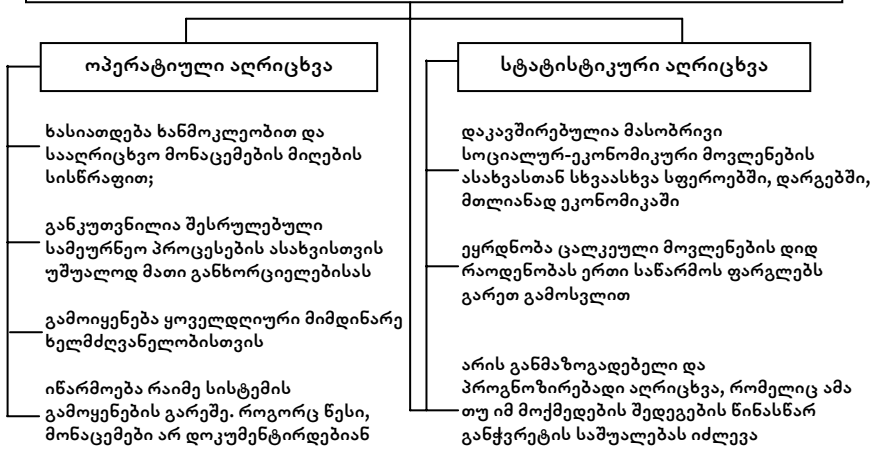 ოპერატიული აღრიცხვა
ხასიათდება ხანმოკლეობით და
სააღრიცხვო მონაცემების მიღების
სისწრაფით;
განკუთვნილია შესრულებული
სამეურნეო პროცესების ასახვისთვის
უშუალოდ მათი განხორციელებისას
გამოიყენება ყოველდღიური მიმდინარე
ხელმძღვანელობისთვის
იწარმოება რაიმე სისტემის
გამოყენების გარეშე. როგორც წესი,
მონაცემები არ დოკუმენტირდებიან
სტატისტიკური აღრიცხვა
დაკავშირებულია მასობრივი
სოციალურ-ეკონომიკური მოვლენების
ასახვასთან სხვაასხვა სფეროებში, დარგებში,
მთლიანად ეკონომიკაში
ეყრდნობა ცალკეული მოვლენების დიდ
რაოდენობას ერთი საწარმოს ფარგლებს
გარეთ გამოსვლით
არის განმაზოგადებელი და
პროგნოზირებადი აღრიცხვა, რომელიც ამა
თუ იმ მოქმედების შედეგების წინასწარ
განჭვრეტის საშუალებას იძლევა